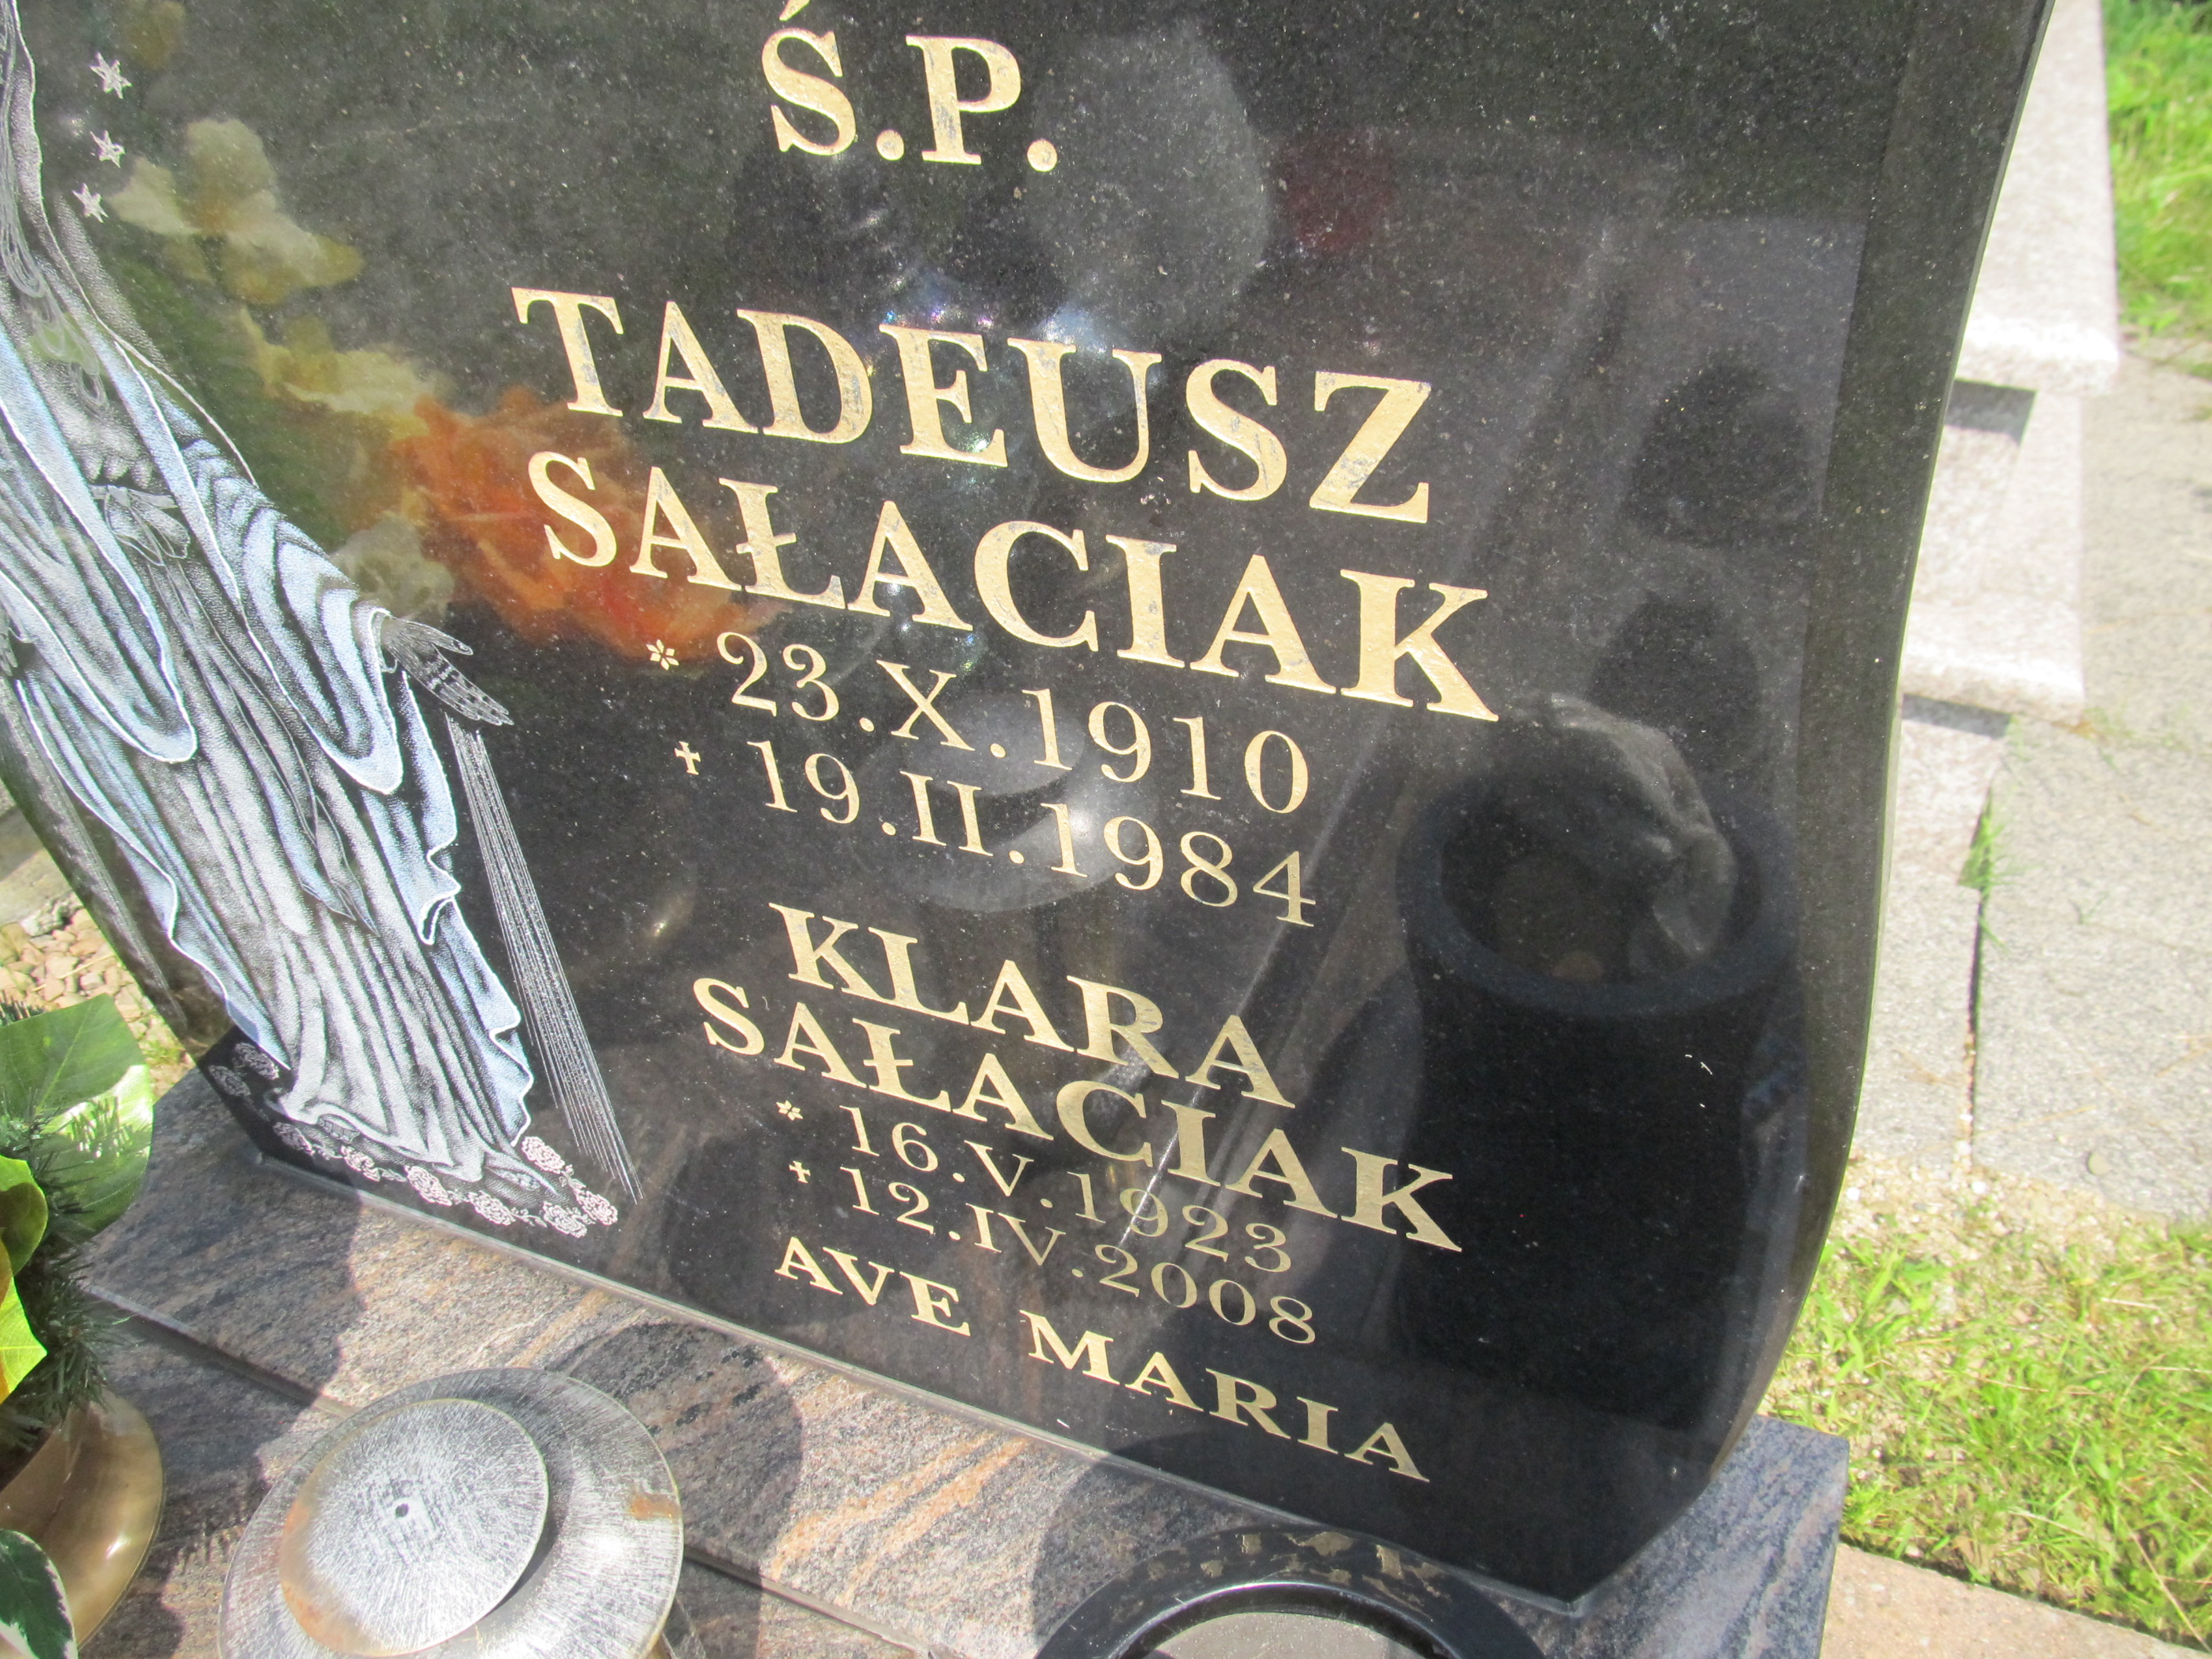 Ś.P.
TADEUSZ
SAŁACIAK
* 23.X.1910
✝ 19.II.1984
KLARA
SAŁACIAK
* 16.V.1923
✝ 12.IV.2008
AVE MARIA